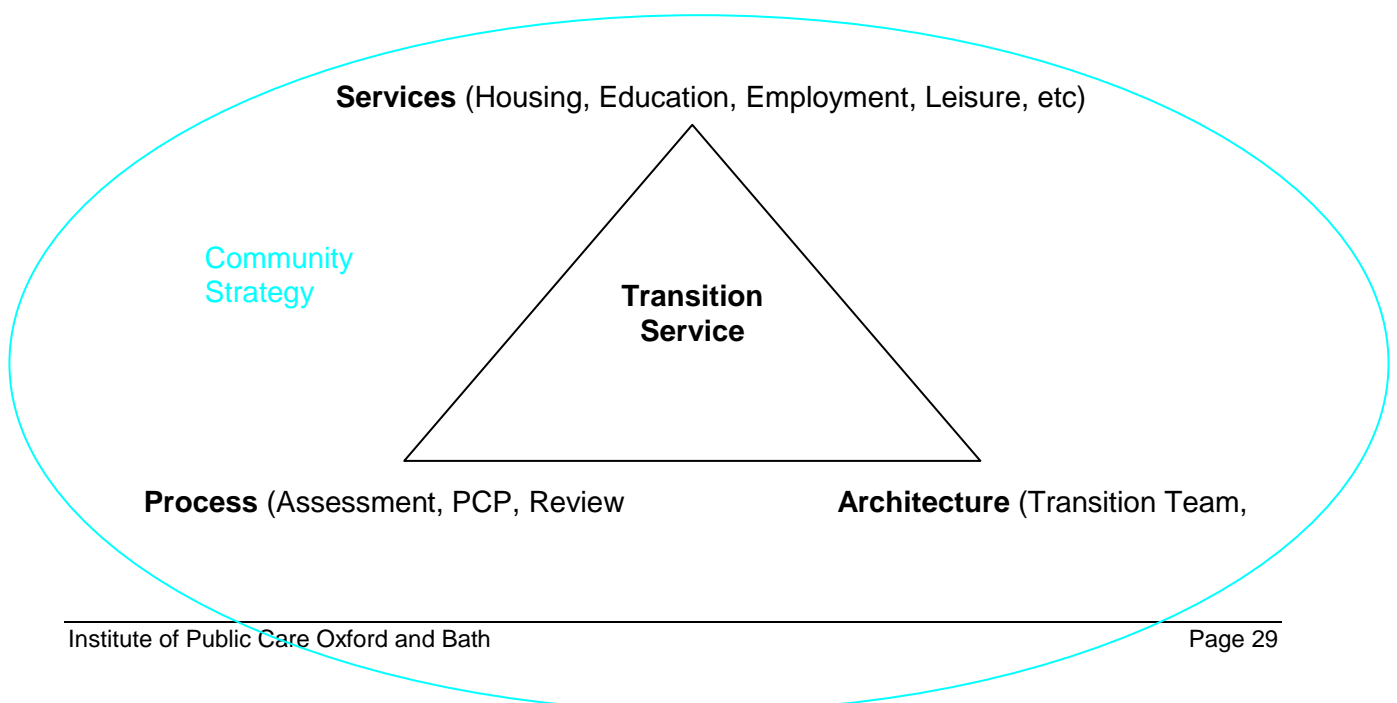 Services (Housing, Education, Employment, Leisure, etc)
Community
Strategy
Transition
Service
Process (Assessment, PCP, Review
Architecture (Transition Team,
Institute of Public Care Oxford and Bath
Page 29